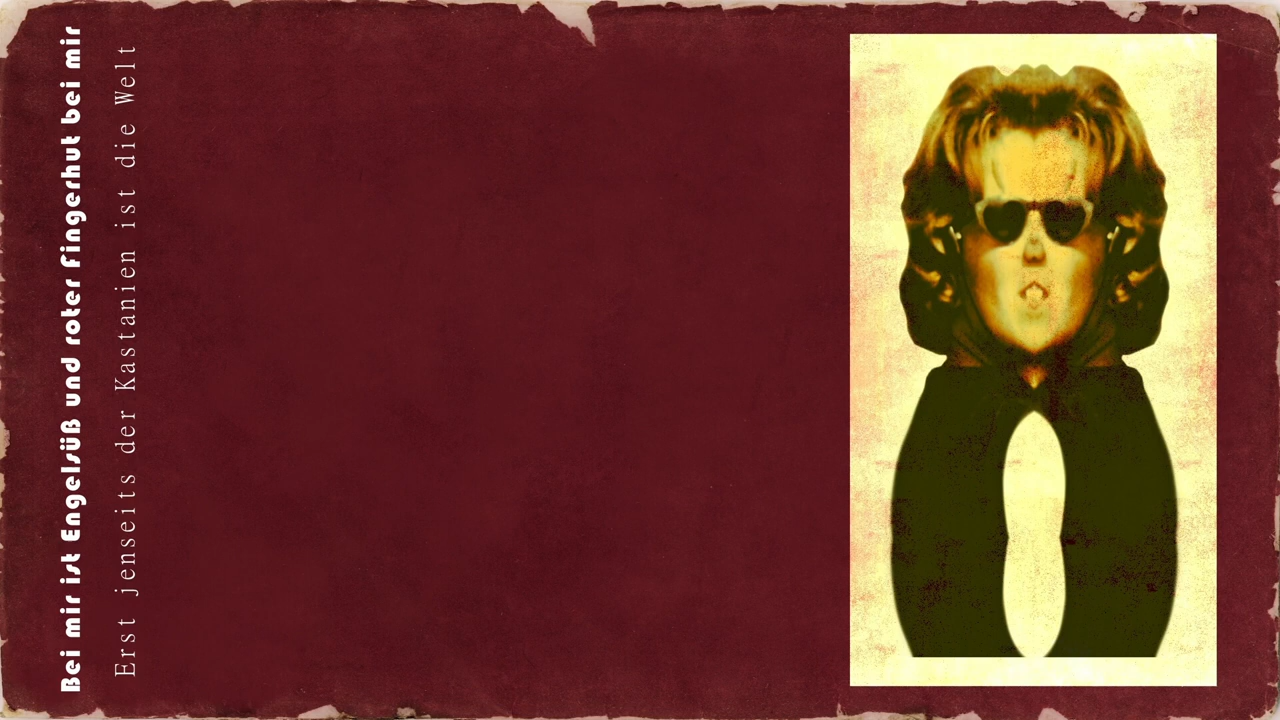 Bei mir ist Engelsüß und roter Fingerhut bei mir
Erst jenseits der Kastanien ist die Welt